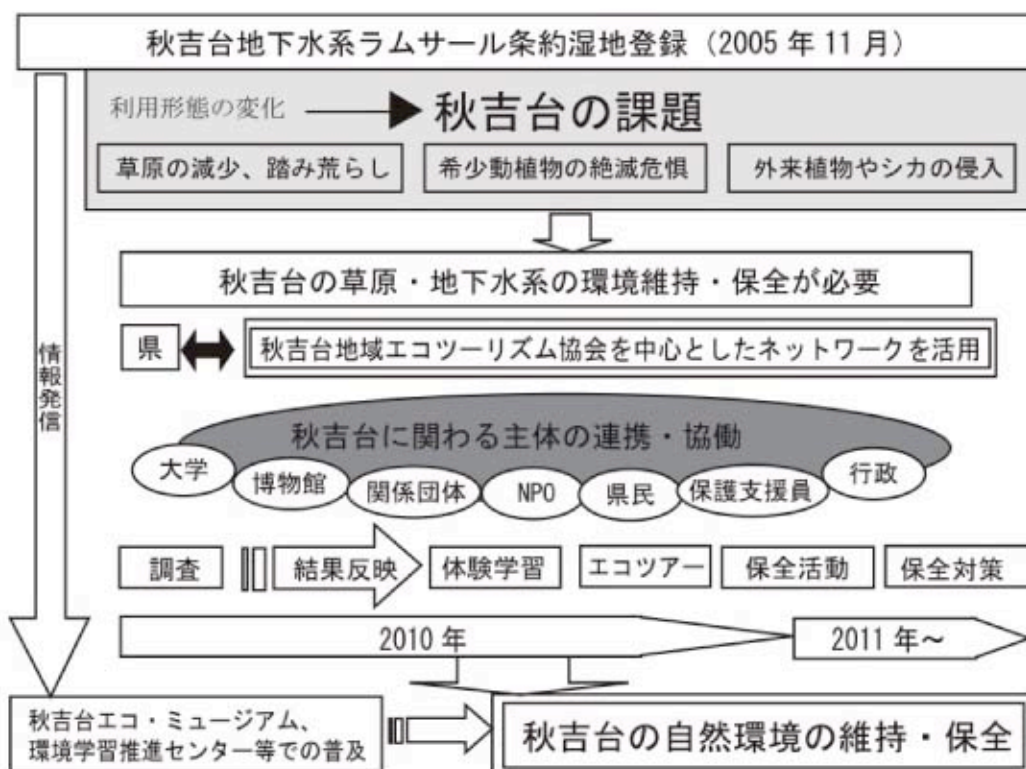 秋吉台地下水系ラムサール条約湿地登録（2005年11月）
利用形態の変化
秋吉台の課題
草原の減少、踏み荒らし
希少動植物の絶滅危惧
外来植物やシカの侵入
秋吉台の草原・地下水系の環境維持・保全が必要
県
秋吉台地域エコツーリズム協会を中心としたネットワークを活用
情報発信
秋吉台に関わる主体の連携・協働
大学
博物館
関係団体
NPO
県民
保護支援員
行政
調査
結果反映
体験学習
エコツアー
保全活動
保全対策
2010年
2011年～
秋吉台エコ・ミュージアム、
環境学習推進センター等での普及
秋吉台の自然環境の維持・保全